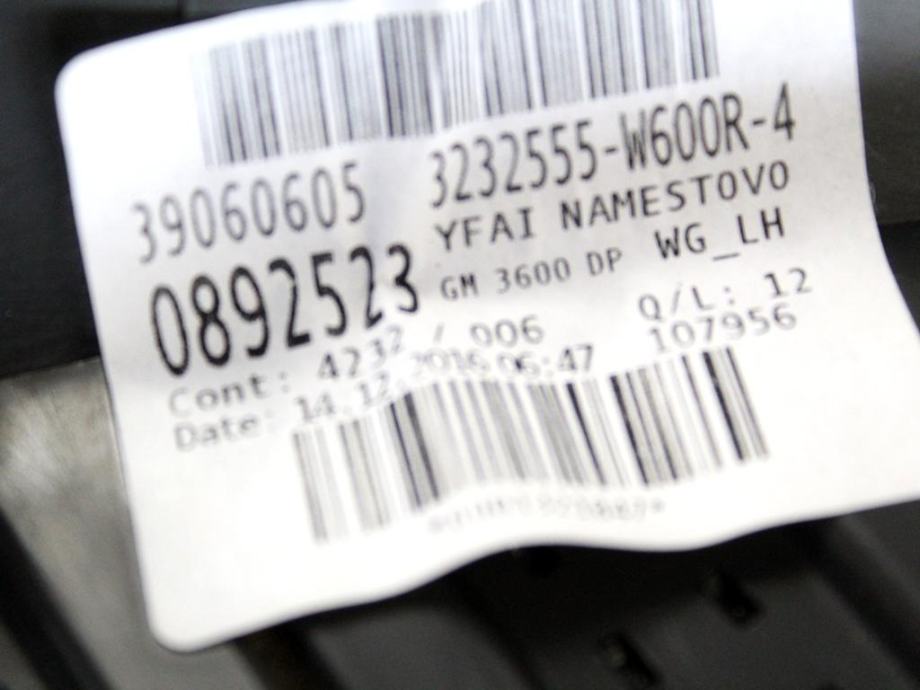 39060605 3232555-W600R-4
0892523 YFAI NAMESTOVO
GM 3600 DP WG_LH
Cont: 4232 / 006 Q/L: 12
Date: 14.12.2016 06:47 107956